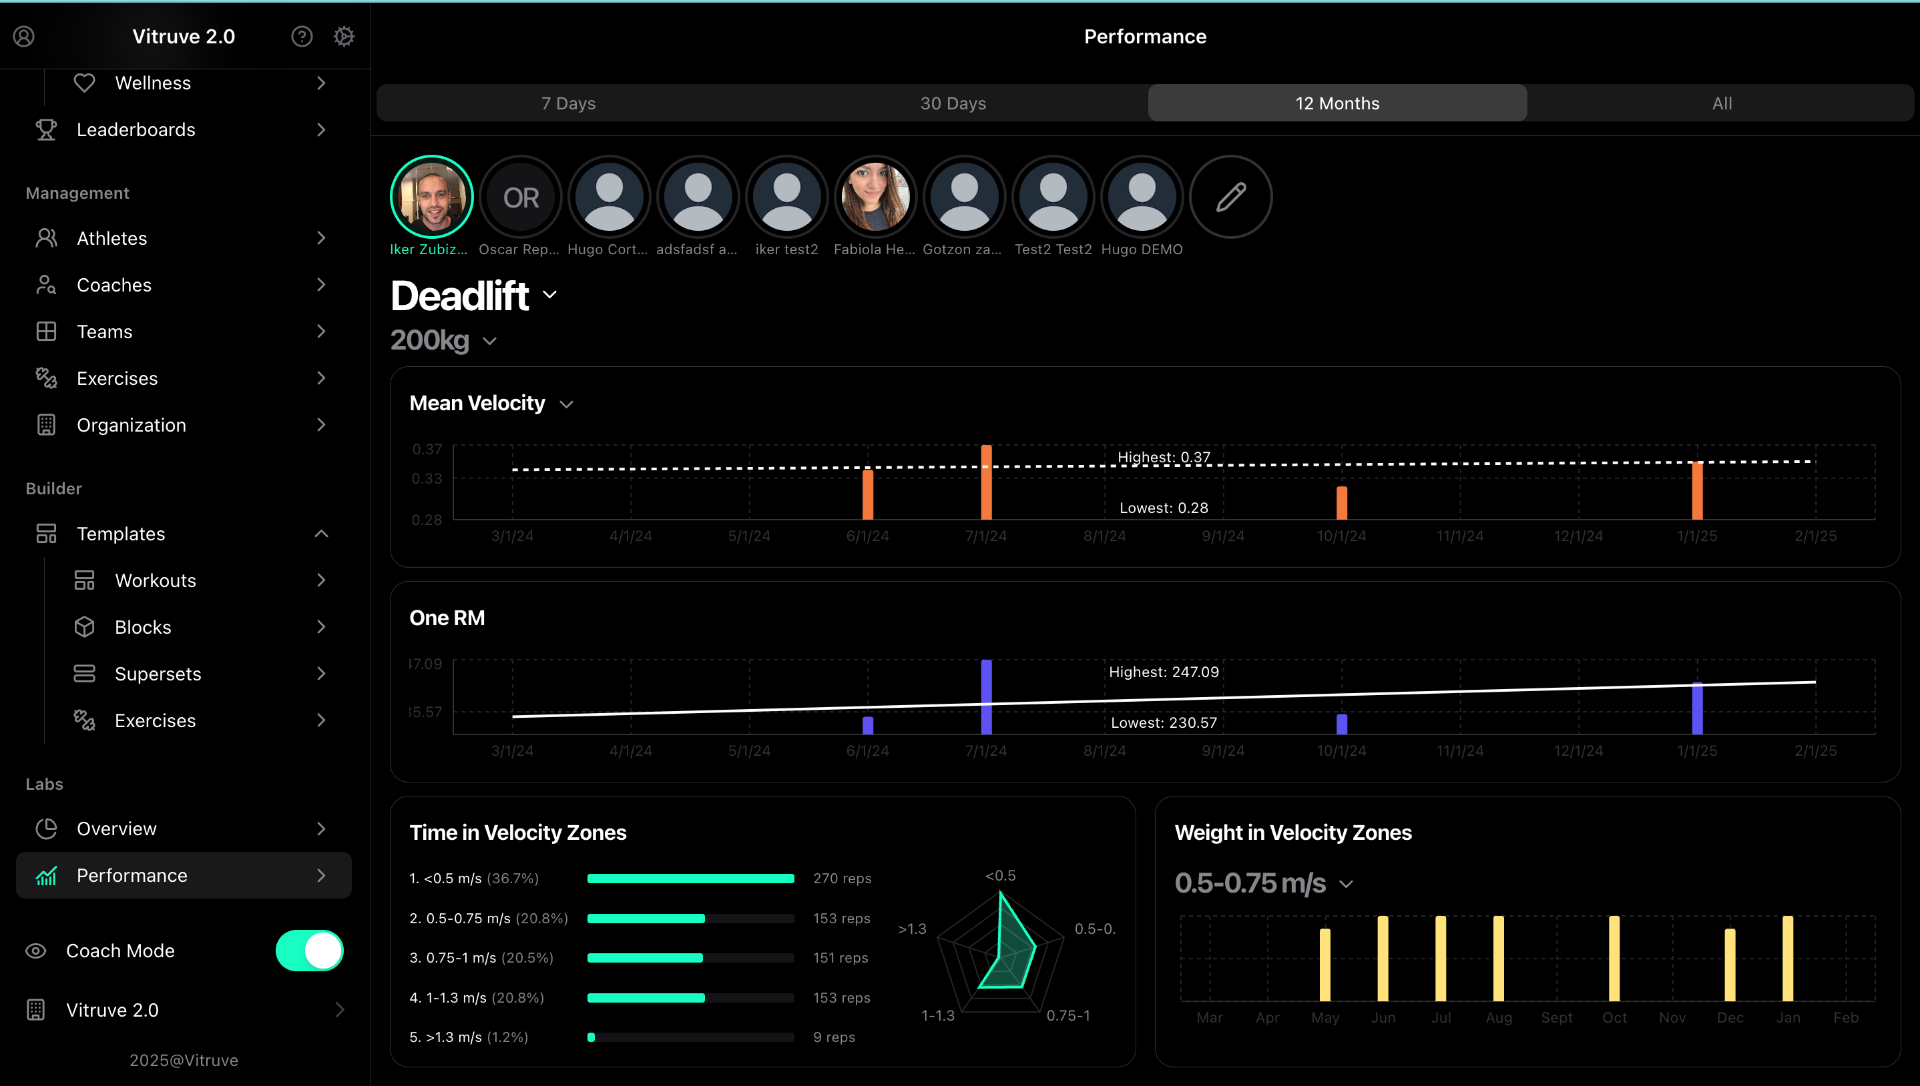 Vitruve 2.0
Wellness
Leaderboards
Management
Athletes
Coaches
Teams
Exercises
Organization
Builder
Templates
Workouts
Blocks
Supersets
Exercises
Labs
Overview
Performance
Coach Mode
Vitruve 2.0
2025@Vitruve
Performance
7 Days 30 Days 12 Months All
OR
Iker Zubiz... Oscar Rep... Hugo Cort... adsfadsf a... iker test2 Fabiola He... Gotzon za... Test2 Test2 Hugo DEMO
Deadlift
200kg
Mean Velocity
0.37
0.33
0.28
Highest: 0.37
Lowest: 0.28
3/1/24 4/1/24 5/1/24 6/1/24 7/1/24 8/1/24 9/1/24 10/1/24 11/1/24 12/1/24 1/1/25 2/1/25
One RM
Highest: 247.09
Lowest: 230.57
3/1/24 4/1/24 5/1/24 6/1/24 7/1/24 8/1/24 9/1/24 10/1/24 11/1/24 12/1/24 1/1/25 2/1/25
Time in Velocity Zones
1. <0.5 m/s (36.7%) 270 reps
2. 0.5-0.75 m/s (20.8%) 153 reps
3. 0.75-1 m/s (20.5%) 151 reps
4. 1-1.3 m/s (20.8%) 153 reps
5. >1.3 m/s (1.2%) 9 reps
<0.5
0.5-0.
0.75-1
1-1.3
>1.3
Weight in Velocity Zones
0.5-0.75 m/s
Mar Apr May Jun Jul Aug Sept Oct Nov Dec Jan Feb